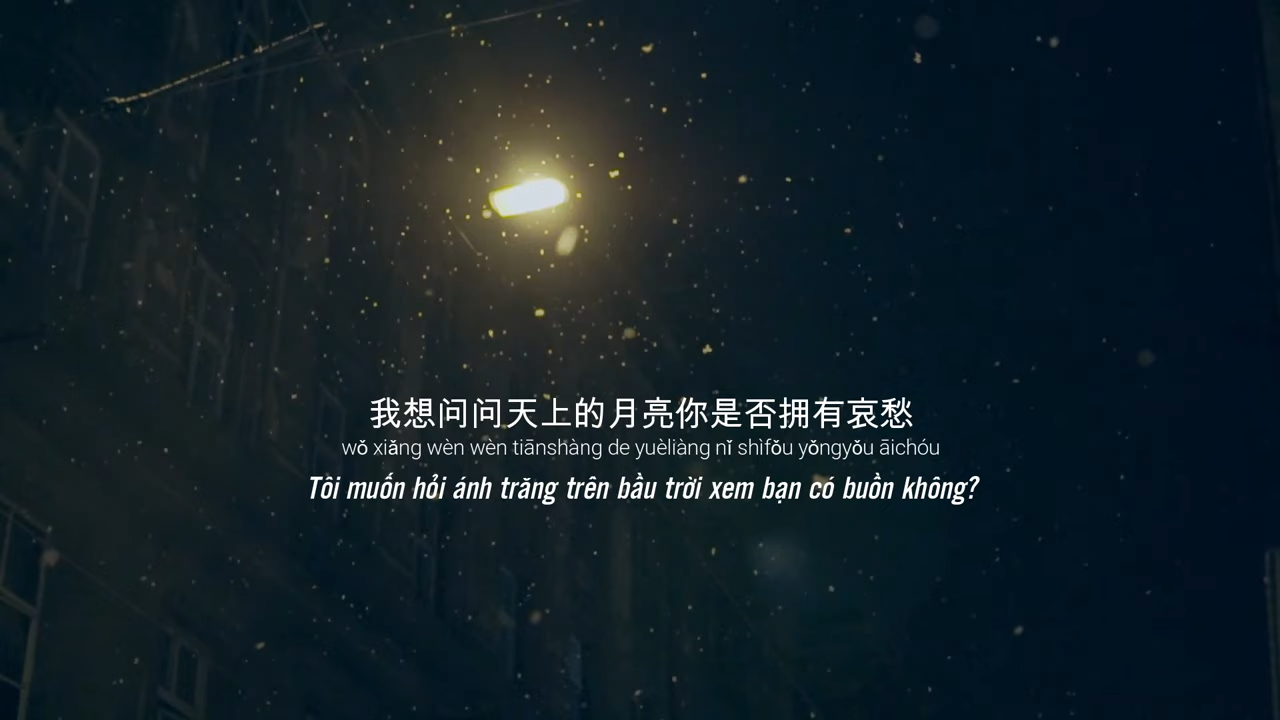 我想问问天上的月亮你是否拥有哀愁
wǒ xiǎng wèn wèn tiānshàng de yuèliàng nǐ shìfǒu yǒngyǒu āichóu
Tôi muốn hỏi ánh trăng trên bầu trời xem bạn có buồn không?